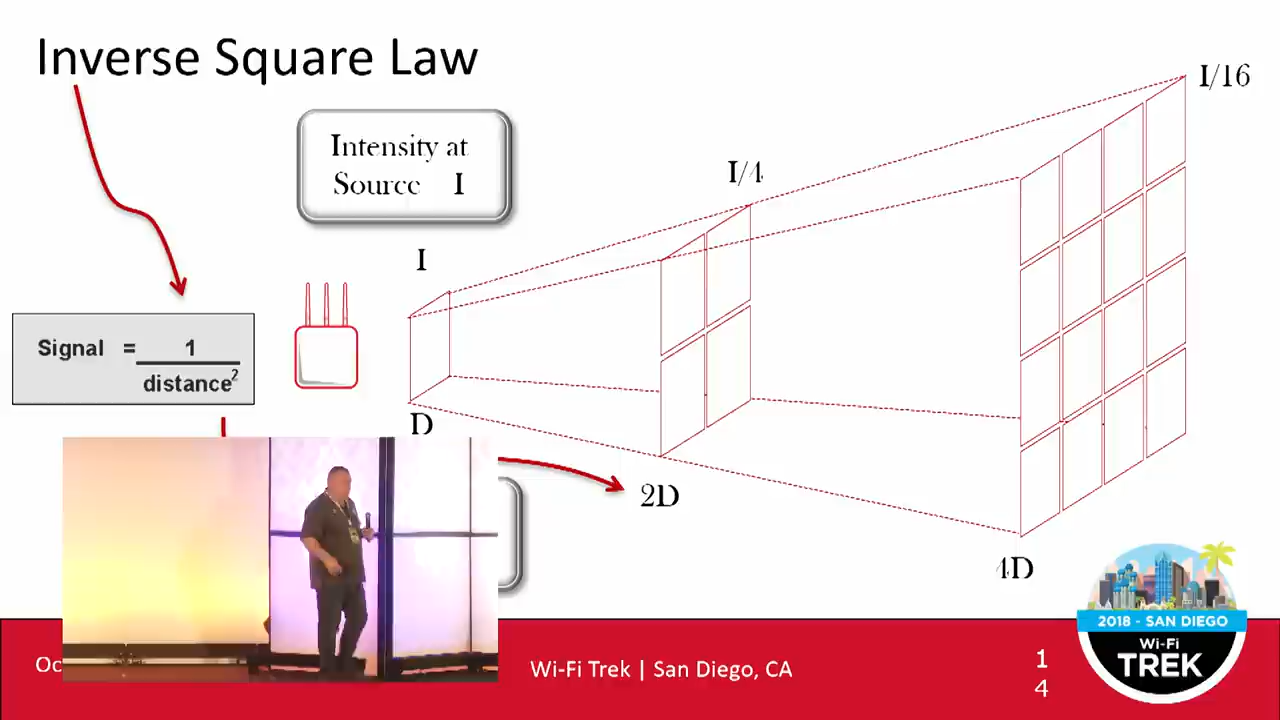 Inverse Square Law
Intensity at
Source I
I
I/4
I/16
Signal = 1
distance2
D
2D
4D
Wi-Fi Trek | San Diego, CA
1
4
2018 - SAN DIEGO
Wi-Fi
TREK